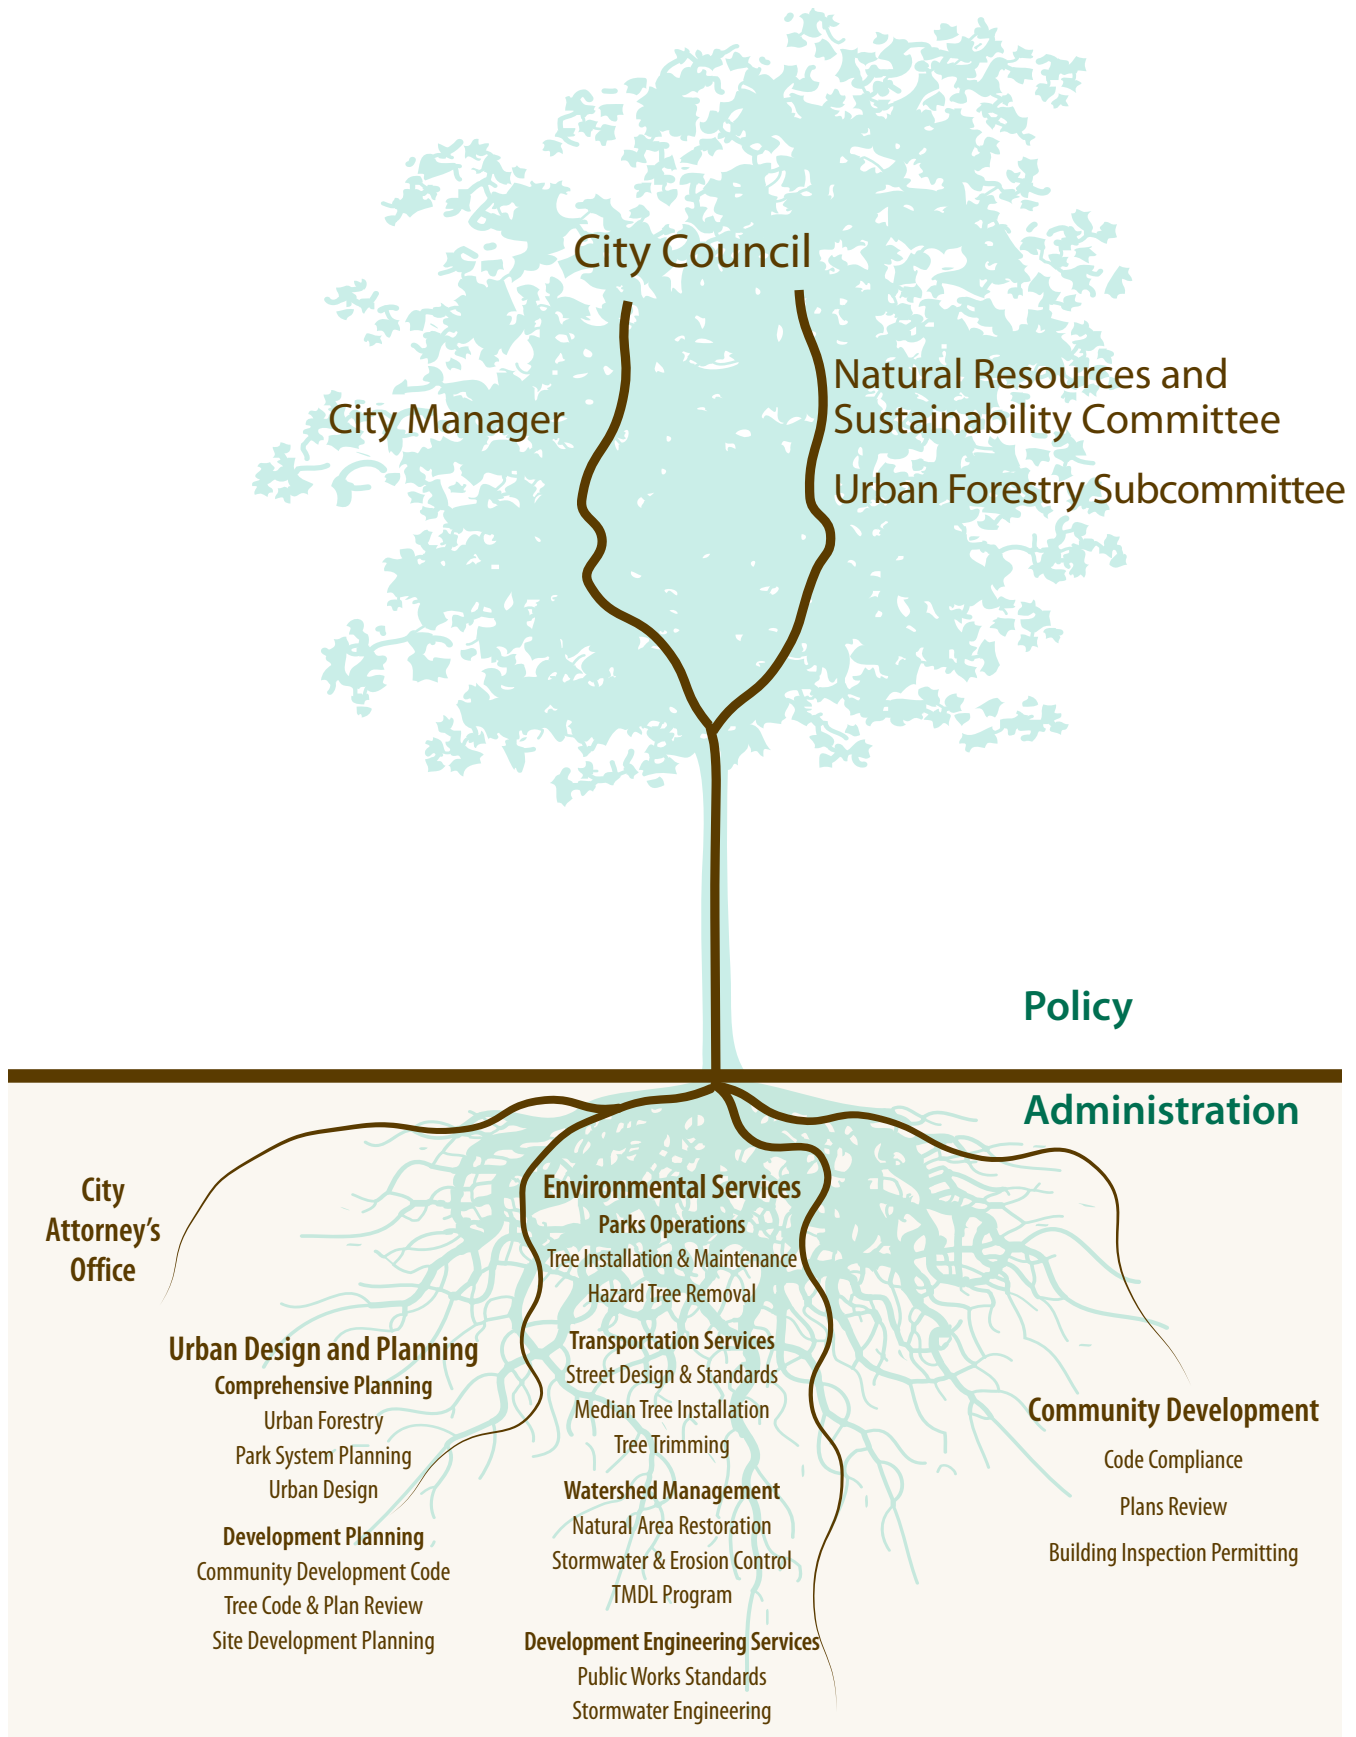 City Council
City Manager
Natural Resources and
Sustainability Committee
Urban Forestry Subcommittee
Policy
Administration
City
Attorney’s
Office
Urban Design and Planning
Comprehensive Planning
Urban Forestry
Park System Planning
Urban Design
Development Planning
Community Development Code
Tree Code & Plan Review
Site Development Planning
Environmental Services
Parks Operations
Tree Installation & Maintenance
Hazard Tree Removal
Transportation Services
Street Design & Standards
Median Tree Installation
Tree Trimming
Watershed Management
Natural Area Restoration
Stormwater & Erosion Control
TMDL Program
Development Engineering Services
Public Works Standards
Stormwater Engineering
Community Development
Code Compliance
Plans Review
Building Inspection Permitting